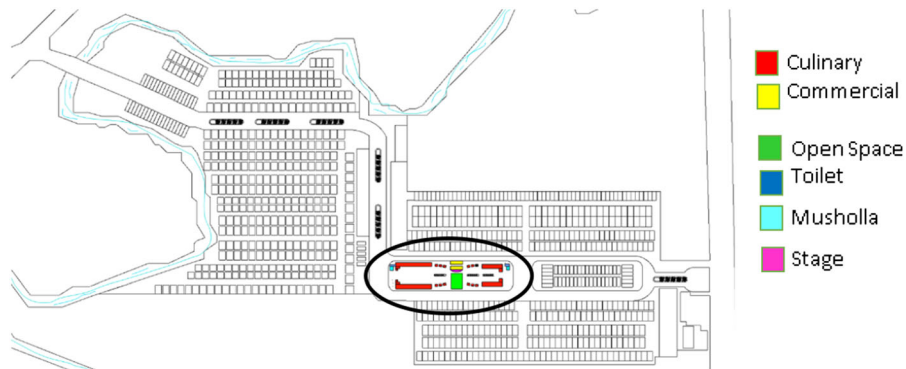 Culinary
Commercial
Open Space
Toilet
Musholla
Stage